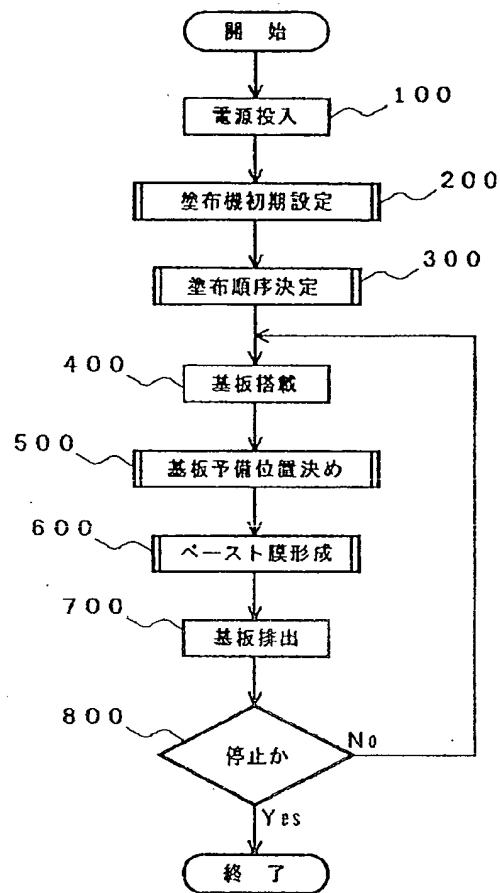 開始
電源投入
100
塗布機初期設定
200
塗布順序決定
300
400
基板搭載
500
基板予備位置決め
600
ペースト膜形成
700
基板排出
800
停止か
No
Yes
終了